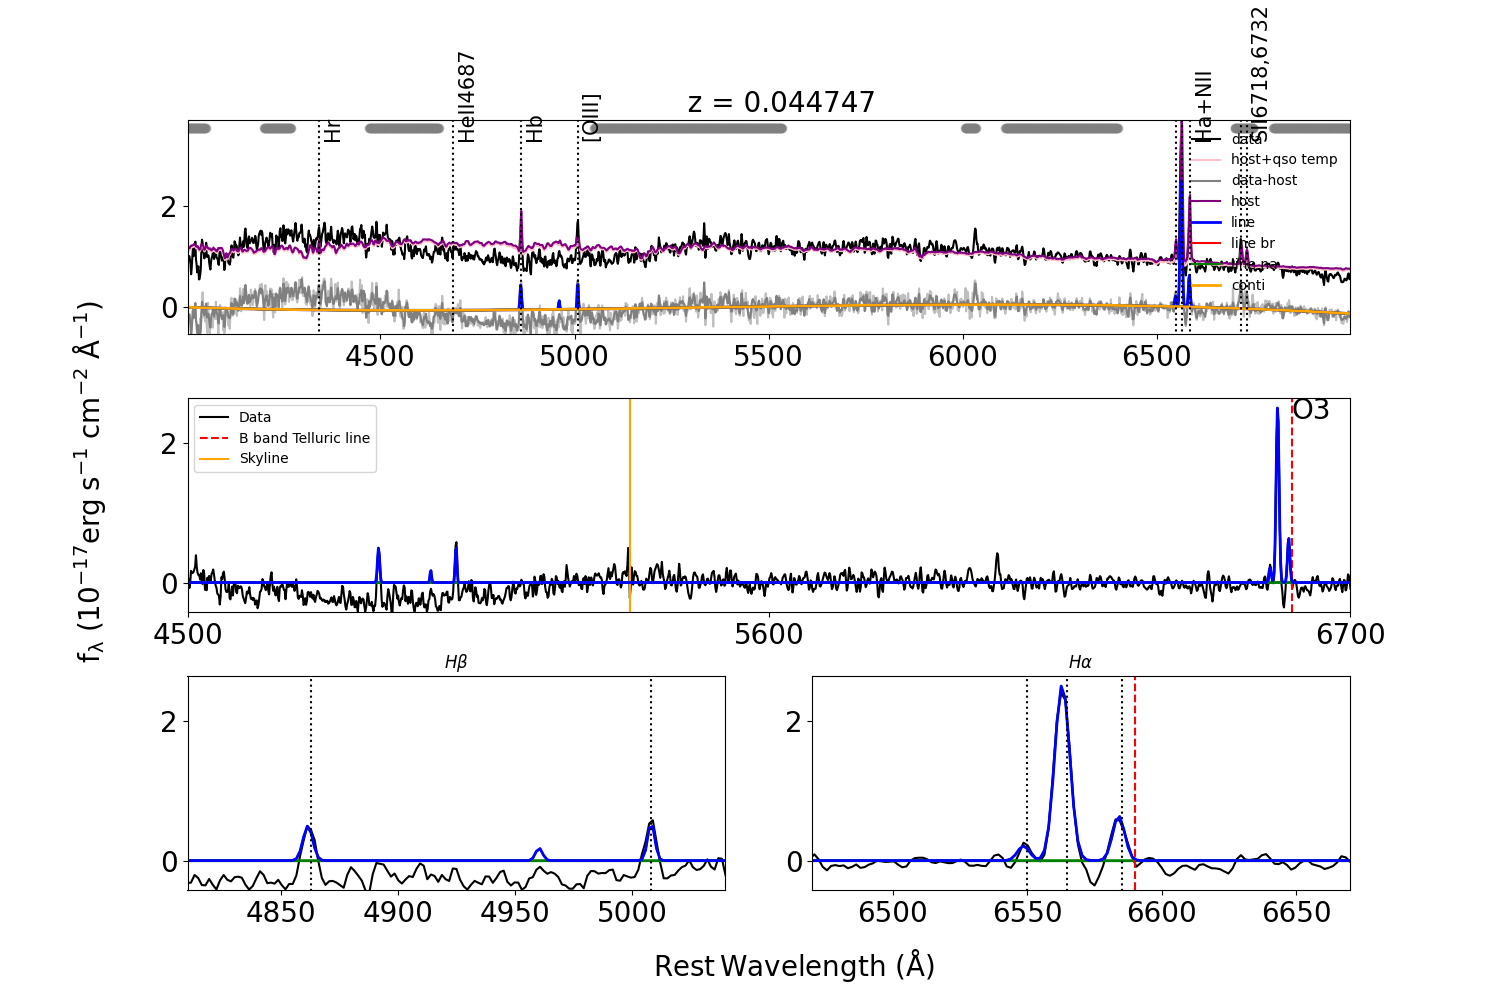 z = 0.044747
Hr
HeII4687
Hb
[OIII]
Ha+NII
SII6718,6732
data
host+qso temp
data-host
host
line
line br
conti
2
0
4500
5000
5500
6000
6500
f_λ (10^−17 erg s^−1 cm^−2 Å^−1)
Data
B band Telluric line
Skyline
O3
2
0
4500
5600
6700
Hβ
2
0
4850
4900
4950
5000
Hα
2
0
6500
6550
6600
6650
Rest Wavelength (Å)